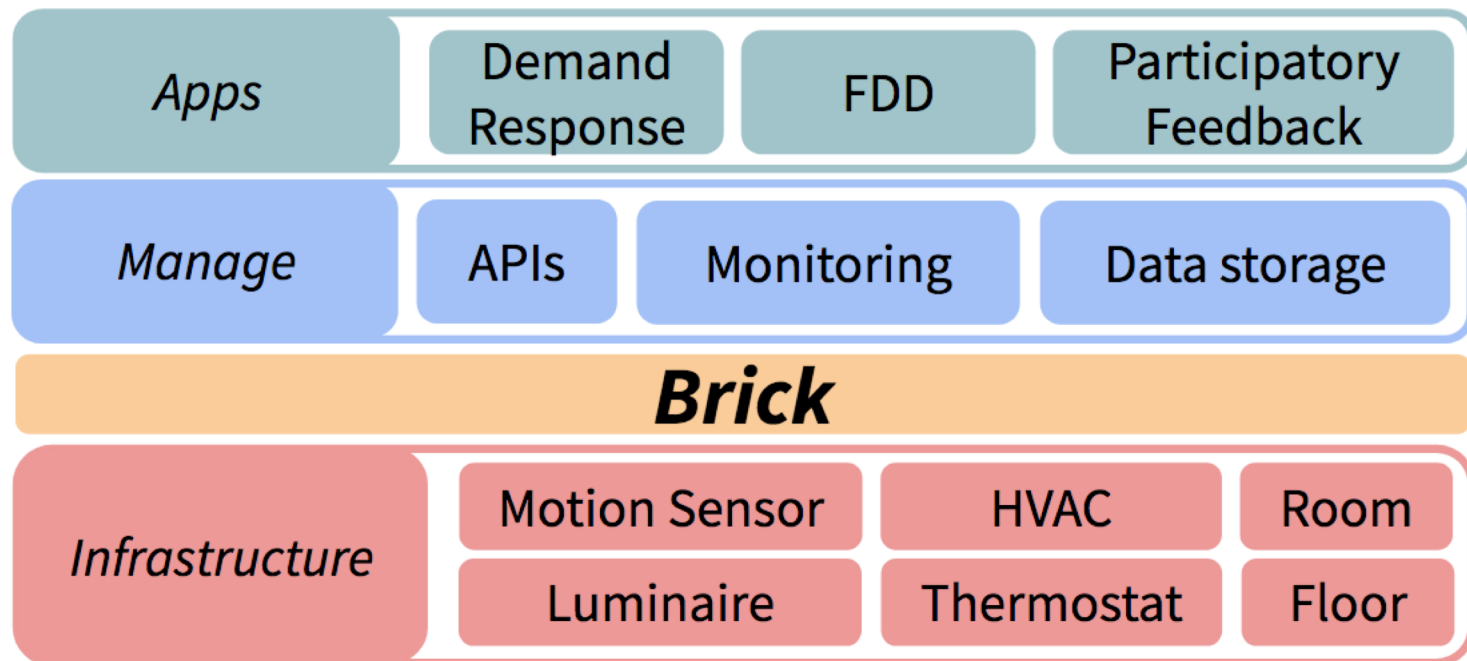 Apps
Demand
Response
FDD
Participatory
Feedback
Manage
APIs
Monitoring
Data storage
Brick
Infrastructure
Motion Sensor
HVAC
Room
Luminaire
Thermostat
Floor